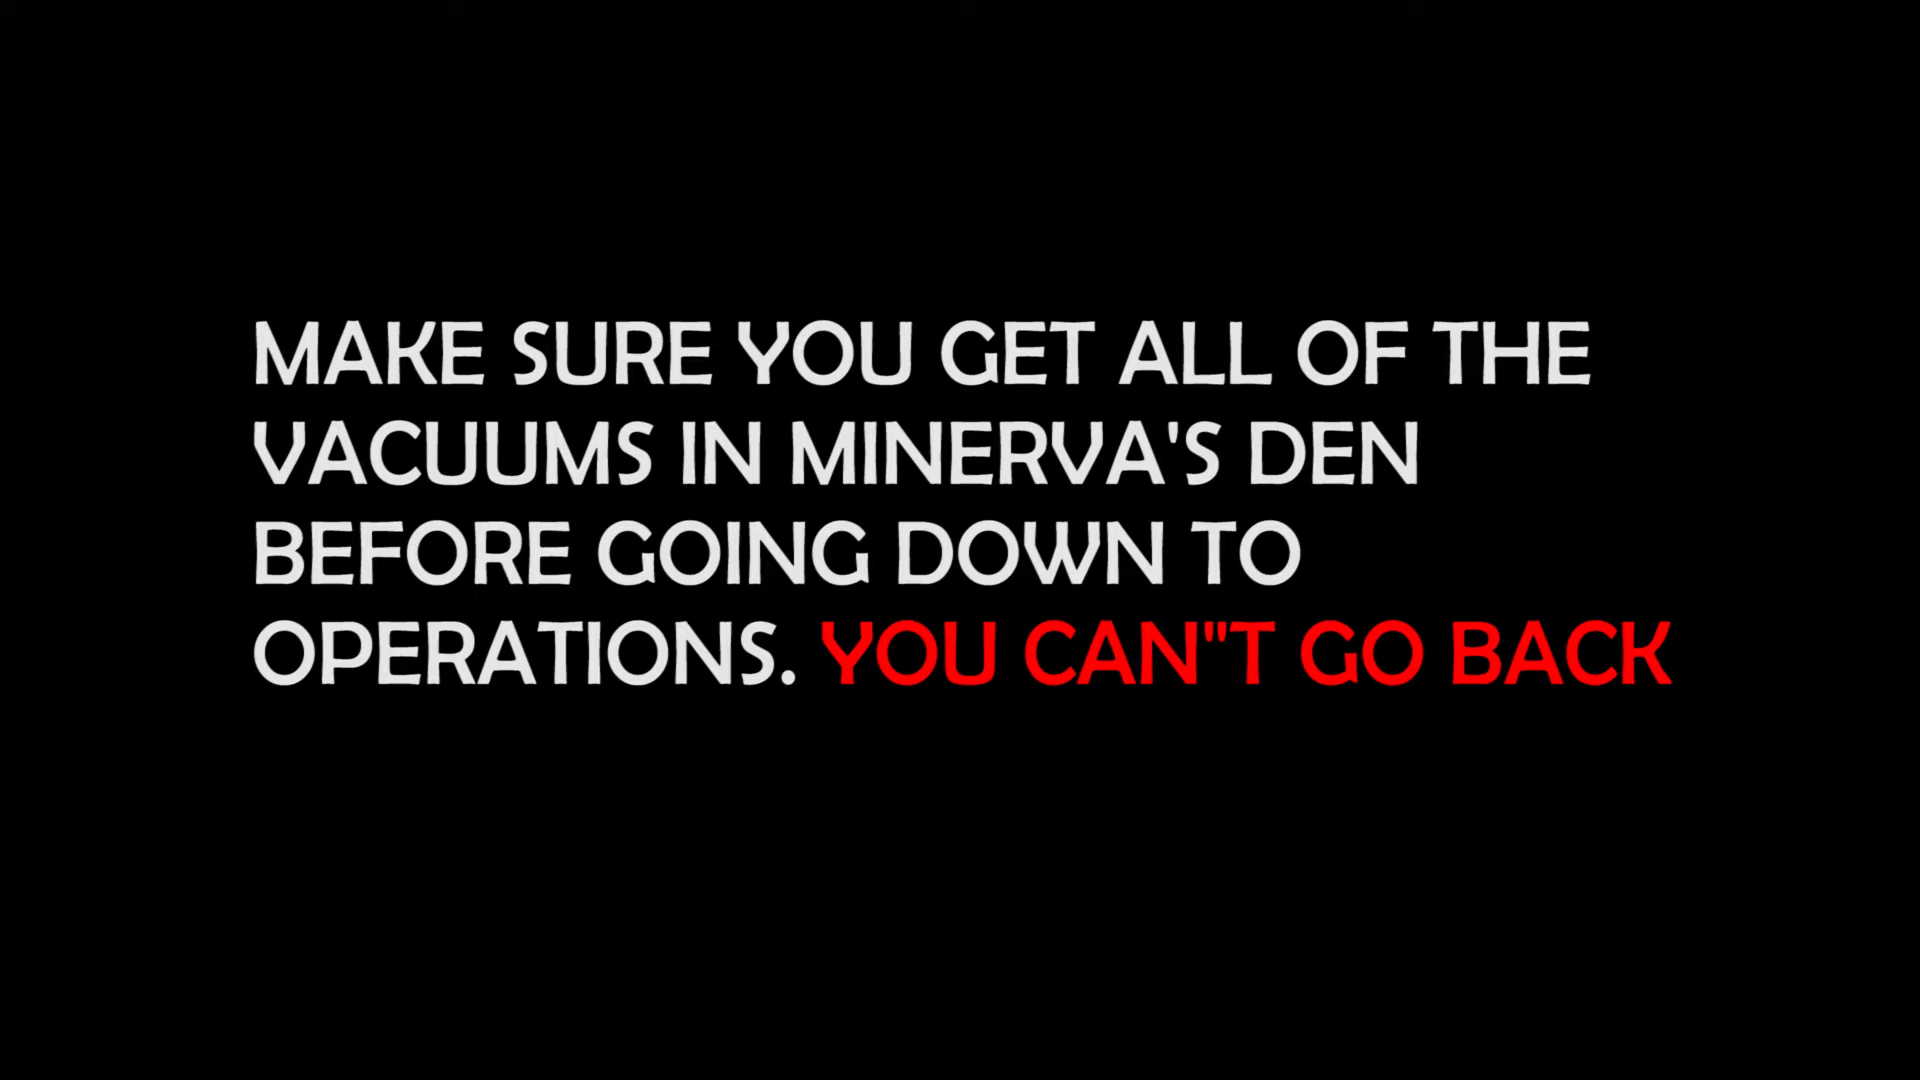 MAKE SURE YOU GET ALL OF THE
VACUUMS IN MINERVA'S DEN
BEFORE GOING DOWN TO
OPERATIONS. YOU CAN"T GO BACK